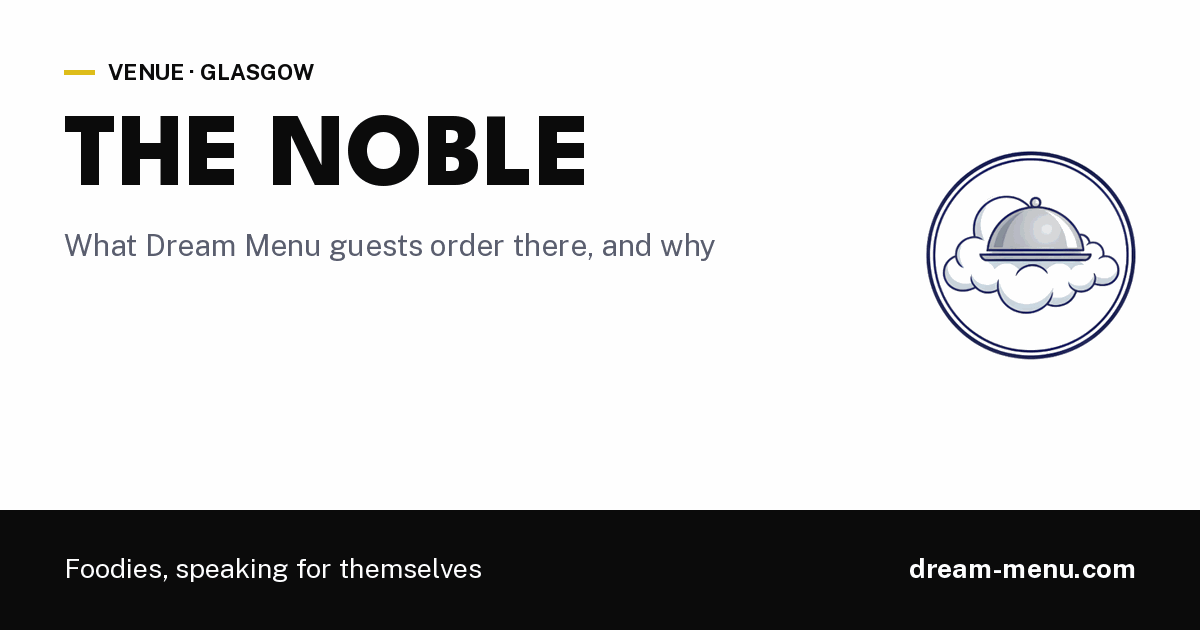 VENUE · GLASGOW
THE NOBLE
What Dream Menu guests order there, and why
Foodies, speaking for themselves
dream-menu.com